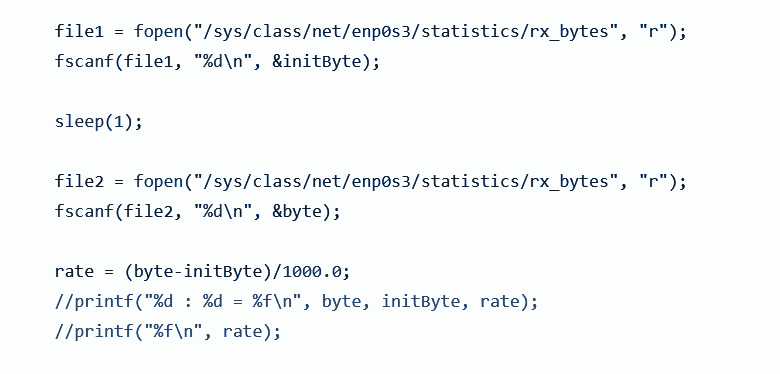 file1 = fopen("/sys/class/net/enp0s3/statistics/rx_bytes", "r");
fscanf(file1, "%d\n", &initByte);
sleep(1);
file2 = fopen("/sys/class/net/enp0s3/statistics/rx_bytes", "r");
fscanf(file2, "%d\n", &byte);
rate = (byte-initByte)/1000.0;
//printf("%d : %d = %f\n", byte, initByte, rate);
//printf("%f\n", rate);